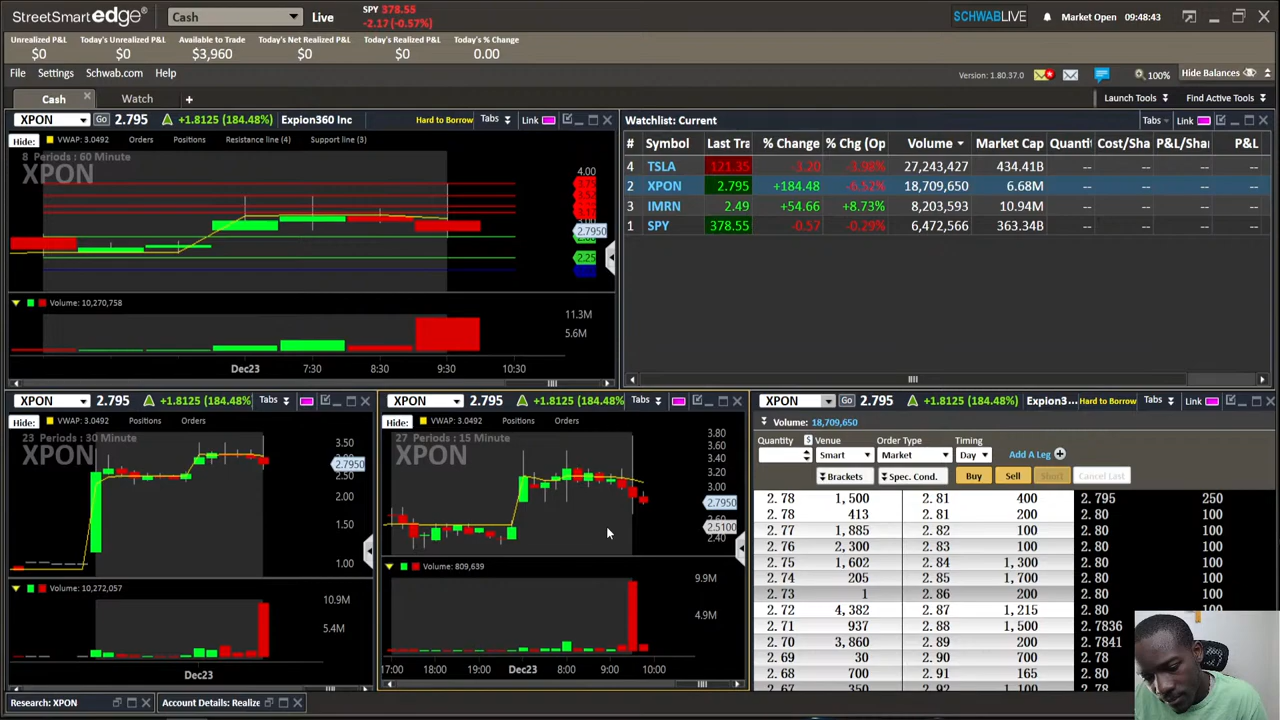 StreetSmart edge®
Cash
Live
SPY 378.55
-2.17 (-0.57%)
SCHWABLIVE
Market Open
09:48:43
Unrealized P&L
$0
Today's Unrealized P&L
$0
Available to Trade
$3,960
Today's Net Realized P&L
$0
Today's Realized P&L
$0
Today's % Change
0.00
File Settings Schwab.com Help
Version: 1.80.37.0
100%
Hide Balances
Cash Watch +
Launch Tools
Find Active Tools
XPON Go 2.795 +1.8125 (184.48%) Expion360 Inc Hard to Borrow Tabs Link
Hide: VWAP: 3.0492 Orders Positions Resistance line (4) Support line (3)
8 Periods : 60 Minute
XPON
4.00
2.7950
2.25
Volume: 10,270,758
11.3M
5.6M
Dec23 7:30 8:30 9:30 10:30
Watchlist: Current Tabs Link
# Symbol Last Tra % Change % Chg (Op Volume Market Cap Quanti Cost/Sha P&L/Shar P&L
4 TSLA 121.35 -3.20 -3.98% 27,243,427 434.41B -- -- -- --
2 XPON 2.795 +184.48 -6.52% 18,709,650 6.68M -- -- -- --
3 IMRN 2.49 +54.66 +8.73% 8,203,593 10.94M -- -- -- --
1 SPY 378.55 -0.57 -0.29% 6,472,566 363.34B -- -- -- --
XPON 2.795 +1.8125 (184.48%) Tabs
Hide: VWAP: 3.0492 Positions Orders
23 Periods : 30 Minute
XPON
3.50
2.7950
2.50
2.00
1.50
1.00
Volume: 10,272,057
10.9M
5.4M
Dec23
XPON 2.795 +1.8125 (184.48% Tabs
Hide: VWAP: 3.0492 Positions Orders
27 Periods : 15 Minute
XPON
3.80
3.60
3.40
3.20
3.00
2.7950
2.5100
2.40
Volume: 809,639
9.9M
4.9M
17:00 18:00 19:00 Dec23 8:00 9:00 10:00
XPON Go 2.795 +1.8125 (184.48%) Expion3... Hard to Borrow Tabs Link
Volume: 18,709,650
Quantity $ Venue Order Type Timing
Smart Market Day Add A Leg
Brackets Spec. Cond. Buy Sell Short Cancel Last
2.78 1,500 2.81 400 2.795 250
2.78 413 2.81 200 2.80 100
2.77 1,885 2.82 100 2.80 100
2.76 2,300 2.83 100 2.80 100
2.75 1,602 2.84 1,300 2.80 100
2.74 205 2.85 1,700 2.80 100
2.73 1 2.86 200 2.80 100
2.72 4,382 2.87 1,215 2.80
2.71 937 2.88 1,500 2.7836
2.70 3,860 2.89 200 2.7841
2.69 30 2.90 700 2.78
2.68 700 2.91 165 2.78
2.67 350 2.92 1,100 2.78
Research: XPON
Account Details: Realize